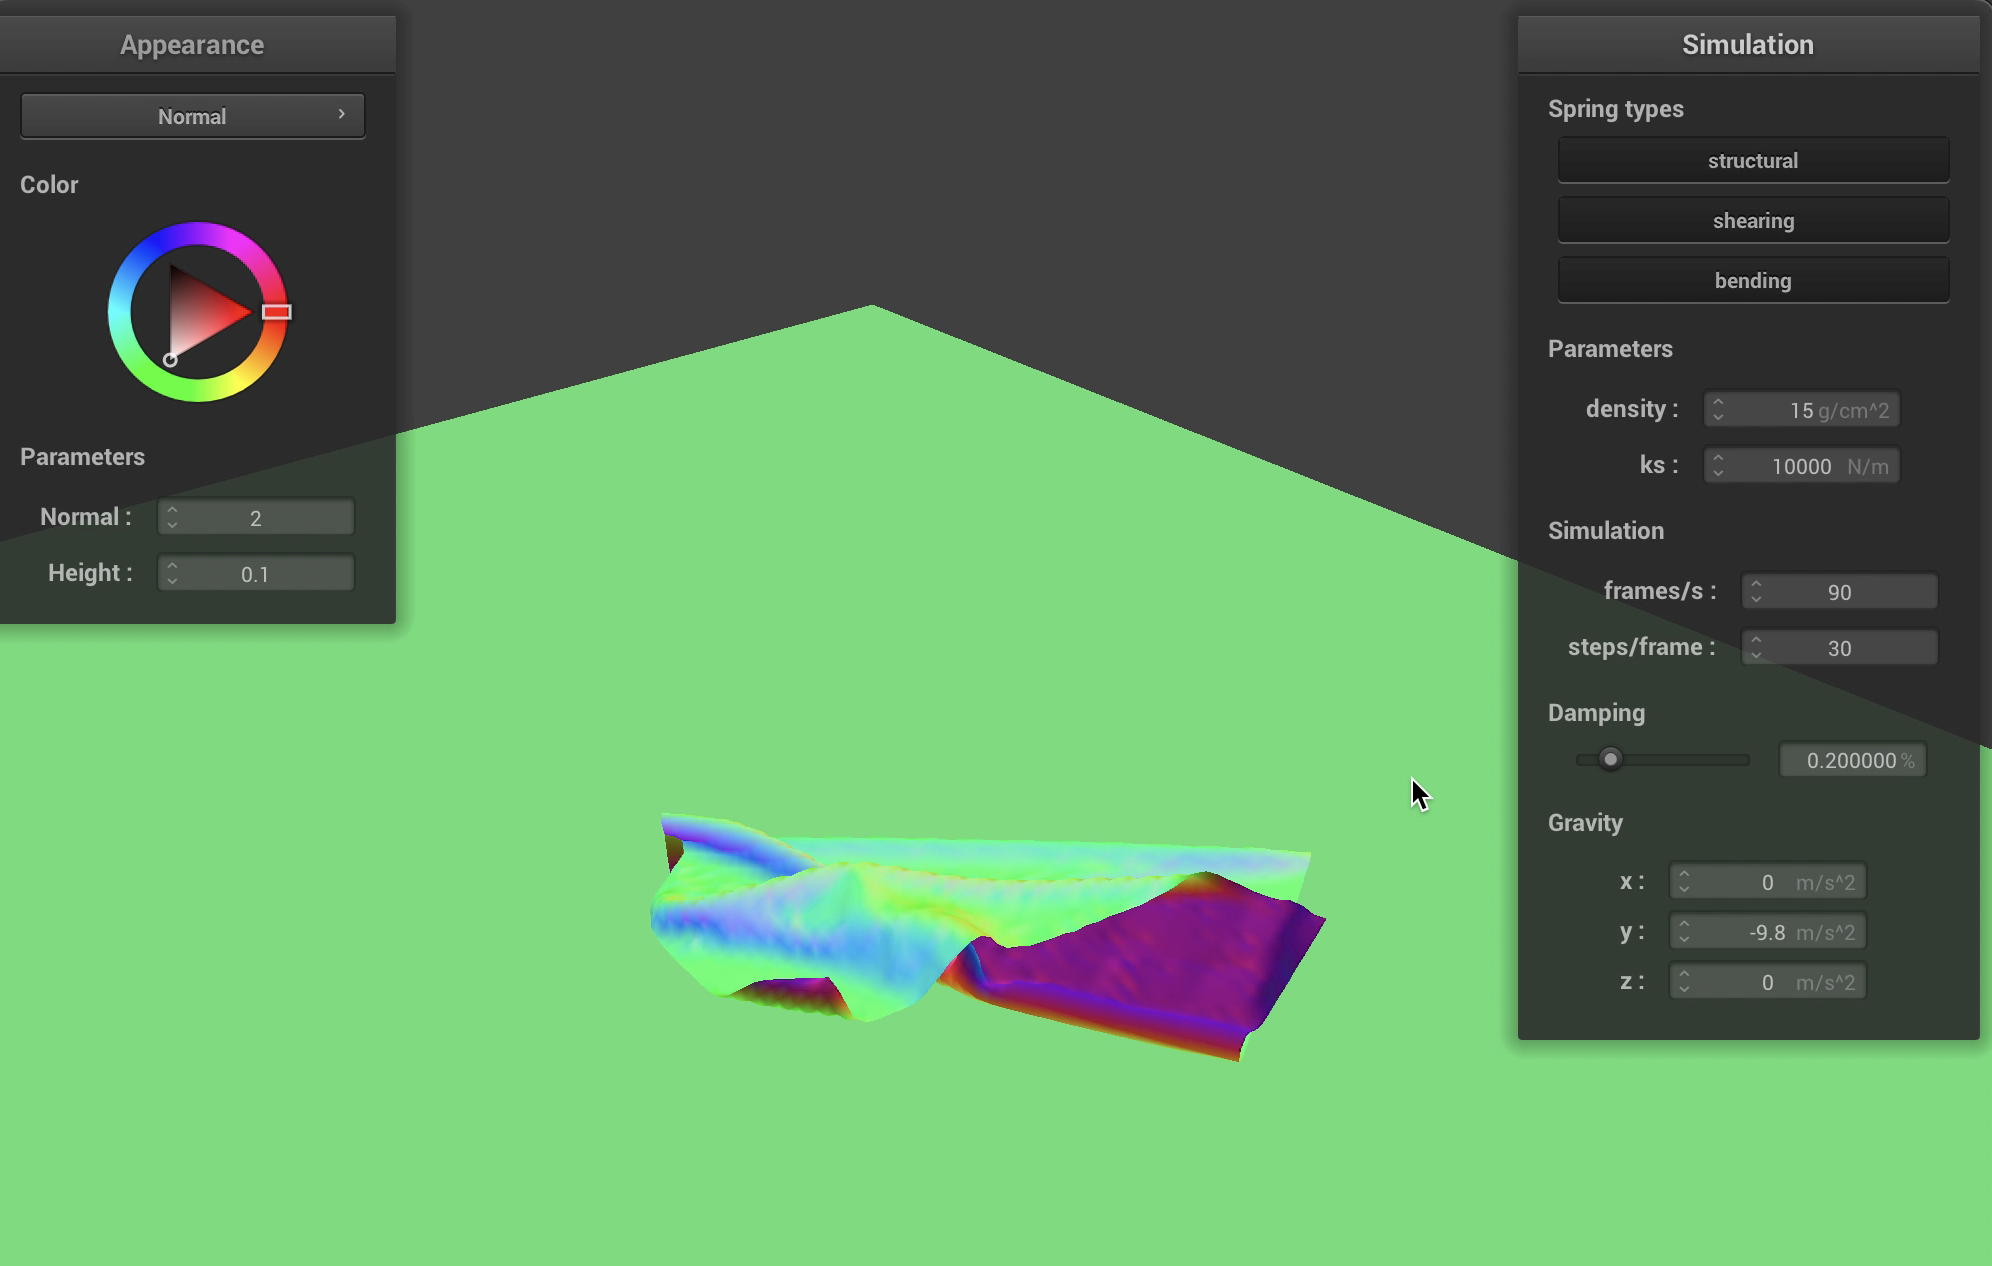 Appearance
Normal
Color
Parameters
Normal : 2
Height : 0.1
Simulation
Spring types
structural
shearing
bending
Parameters
density : 15 g/cm^2
ks : 10000 N/m
Simulation
frames/s : 90
steps/frame : 30
Damping
0.200000 %
Gravity
x : 0 m/s^2
y : -9.8 m/s^2
z : 0 m/s^2